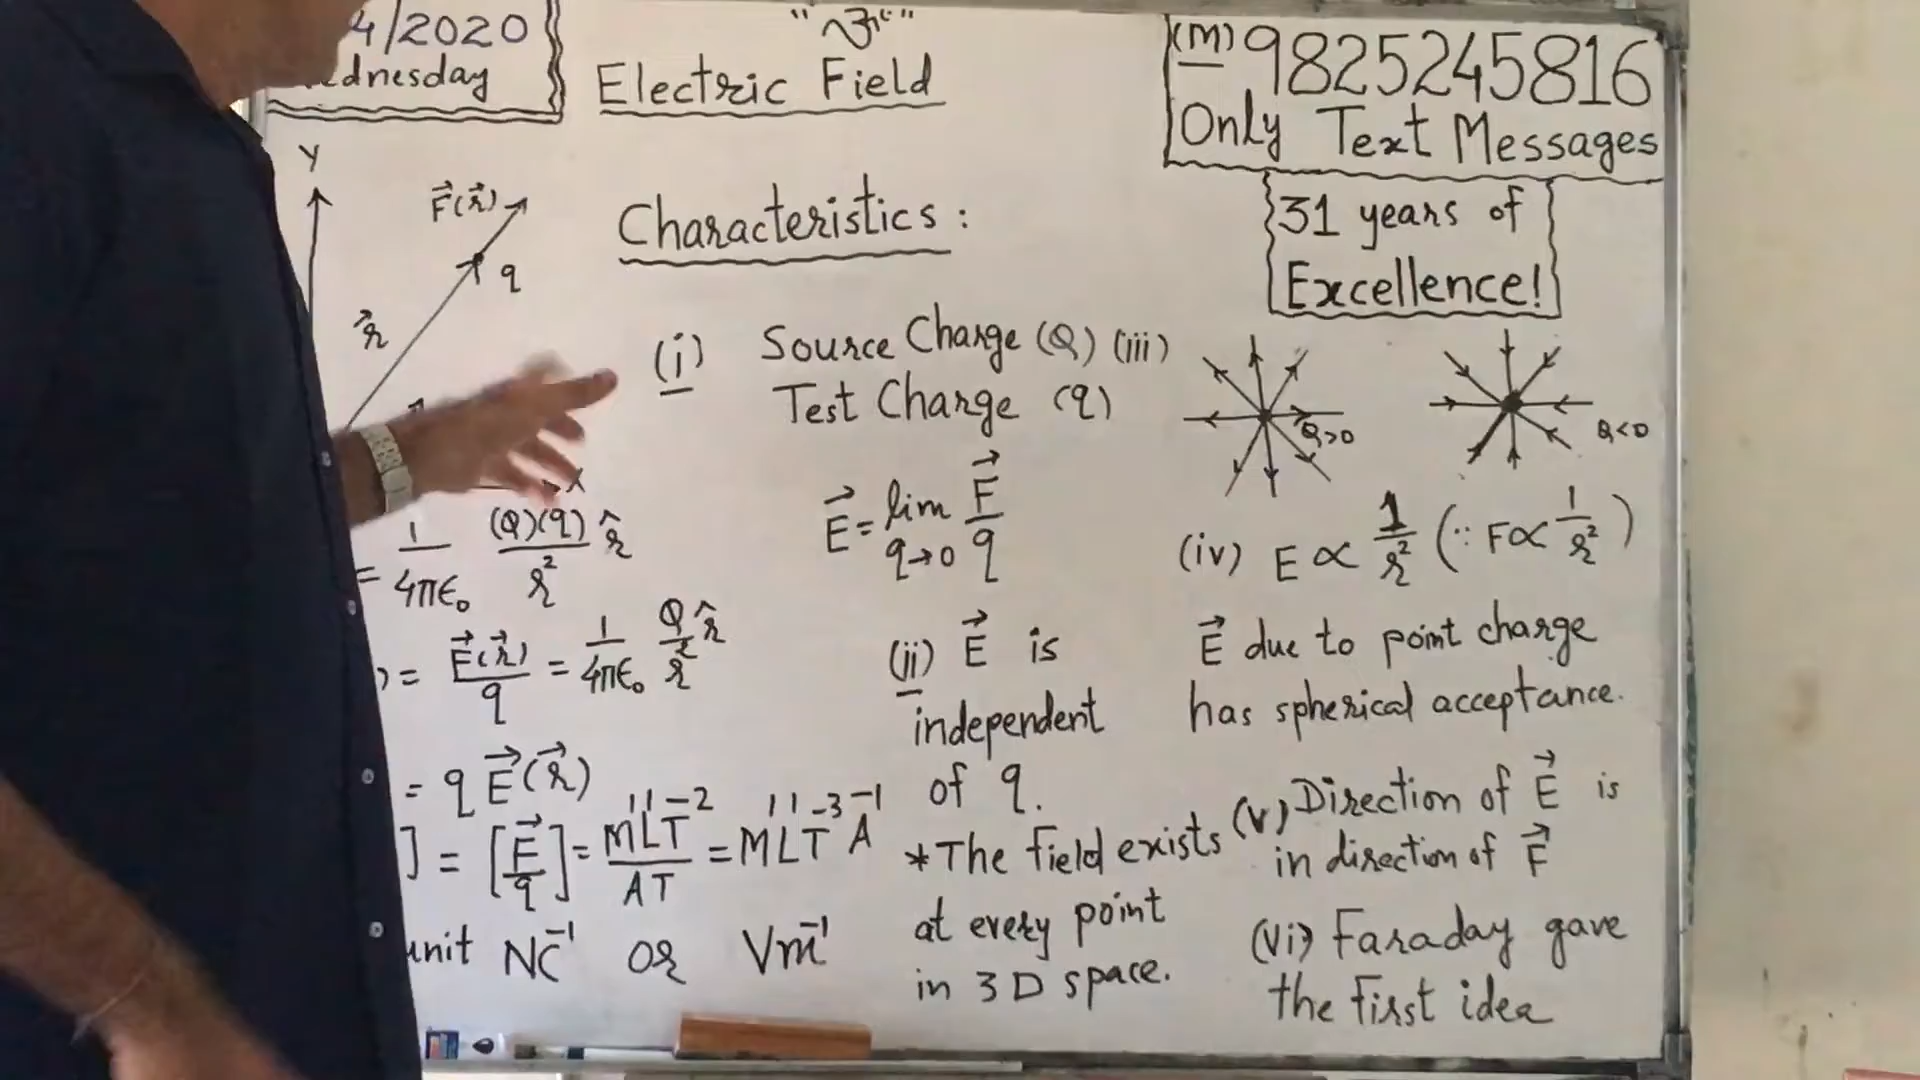 4/2020
ednesday
"ૐ"
Electric Field
(M) 9825245816
Only Text Messages
31 years of
Excellence!
Characteristics :
Y
F⃗(r⃗)
q
r⃗
X
= 1/4πϵ₀ (Q)(q)/r² r̂
) = F⃗(r⃗)/q = 1/4πϵ₀ Q/r² r̂
= q E⃗(r⃗)
] = [F⃗/q] = M¹L¹T⁻²/AT = M¹L¹T⁻³A⁻¹
unit NC⁻¹ OR Vm⁻¹
(i) Source Charge (Q)
Test Charge (q)
E⃗ = lim q→0 F⃗/q
(ii) E⃗ is
independent
of q.
* The field exists
at every point
in 3D space.
(iii)
Q>0
Q<0
(iv) E ∝ 1/r² (∵ F ∝ 1/r²)
E⃗ due to point charge
has spherical acceptance.
(v) Direction of E⃗ is
in direction of F⃗
(vi) Faraday gave
the first idea